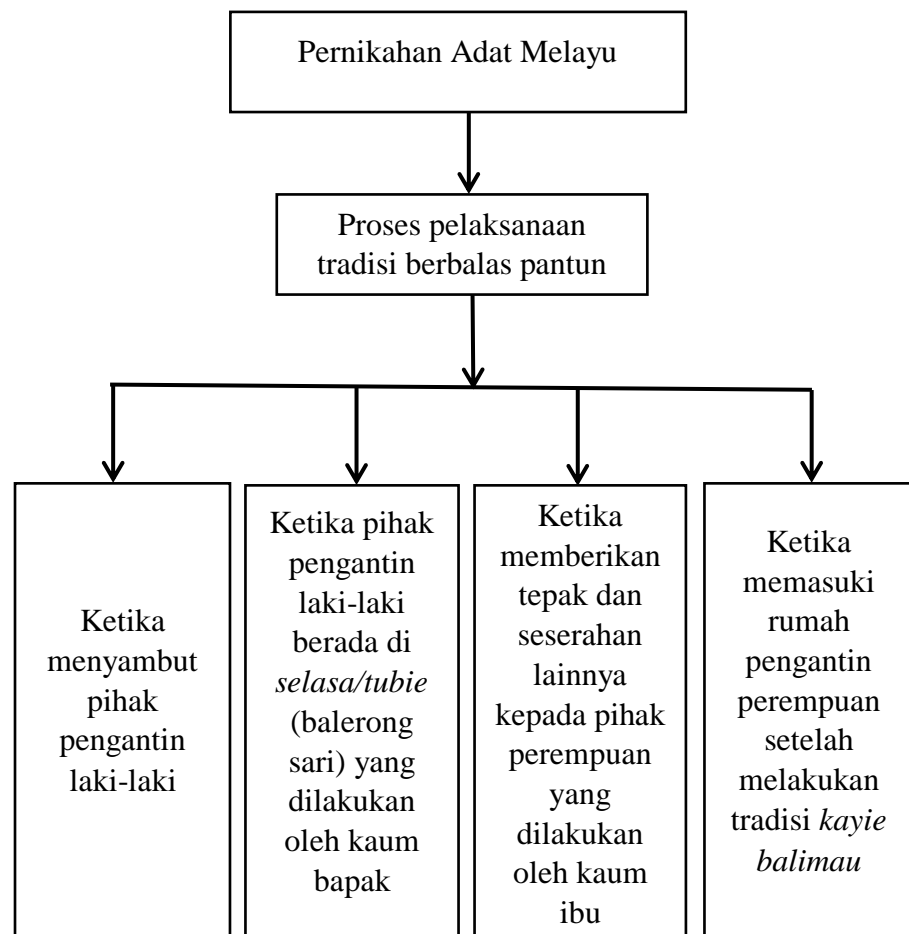 Pernikahan Adat Melayu
Proses pelaksanaan
tradisi berbalas pantun
Ketika
menyambut
pihak
pengantin
laki-laki
Ketika pihak
pengantin
laki-laki
berada di
selasa/tubie
(balerong
sari) yang
dilakukan
oleh kaum
bapak
Ketika
memberikan
tepak dan
seserahan
lainnya
kepada pihak
perempuan
yang
dilakukan
oleh kaum
ibu
Ketika
memasuki
rumah
pengantin
perempuan
setelah
melakukan
tradisi kayie
balimau